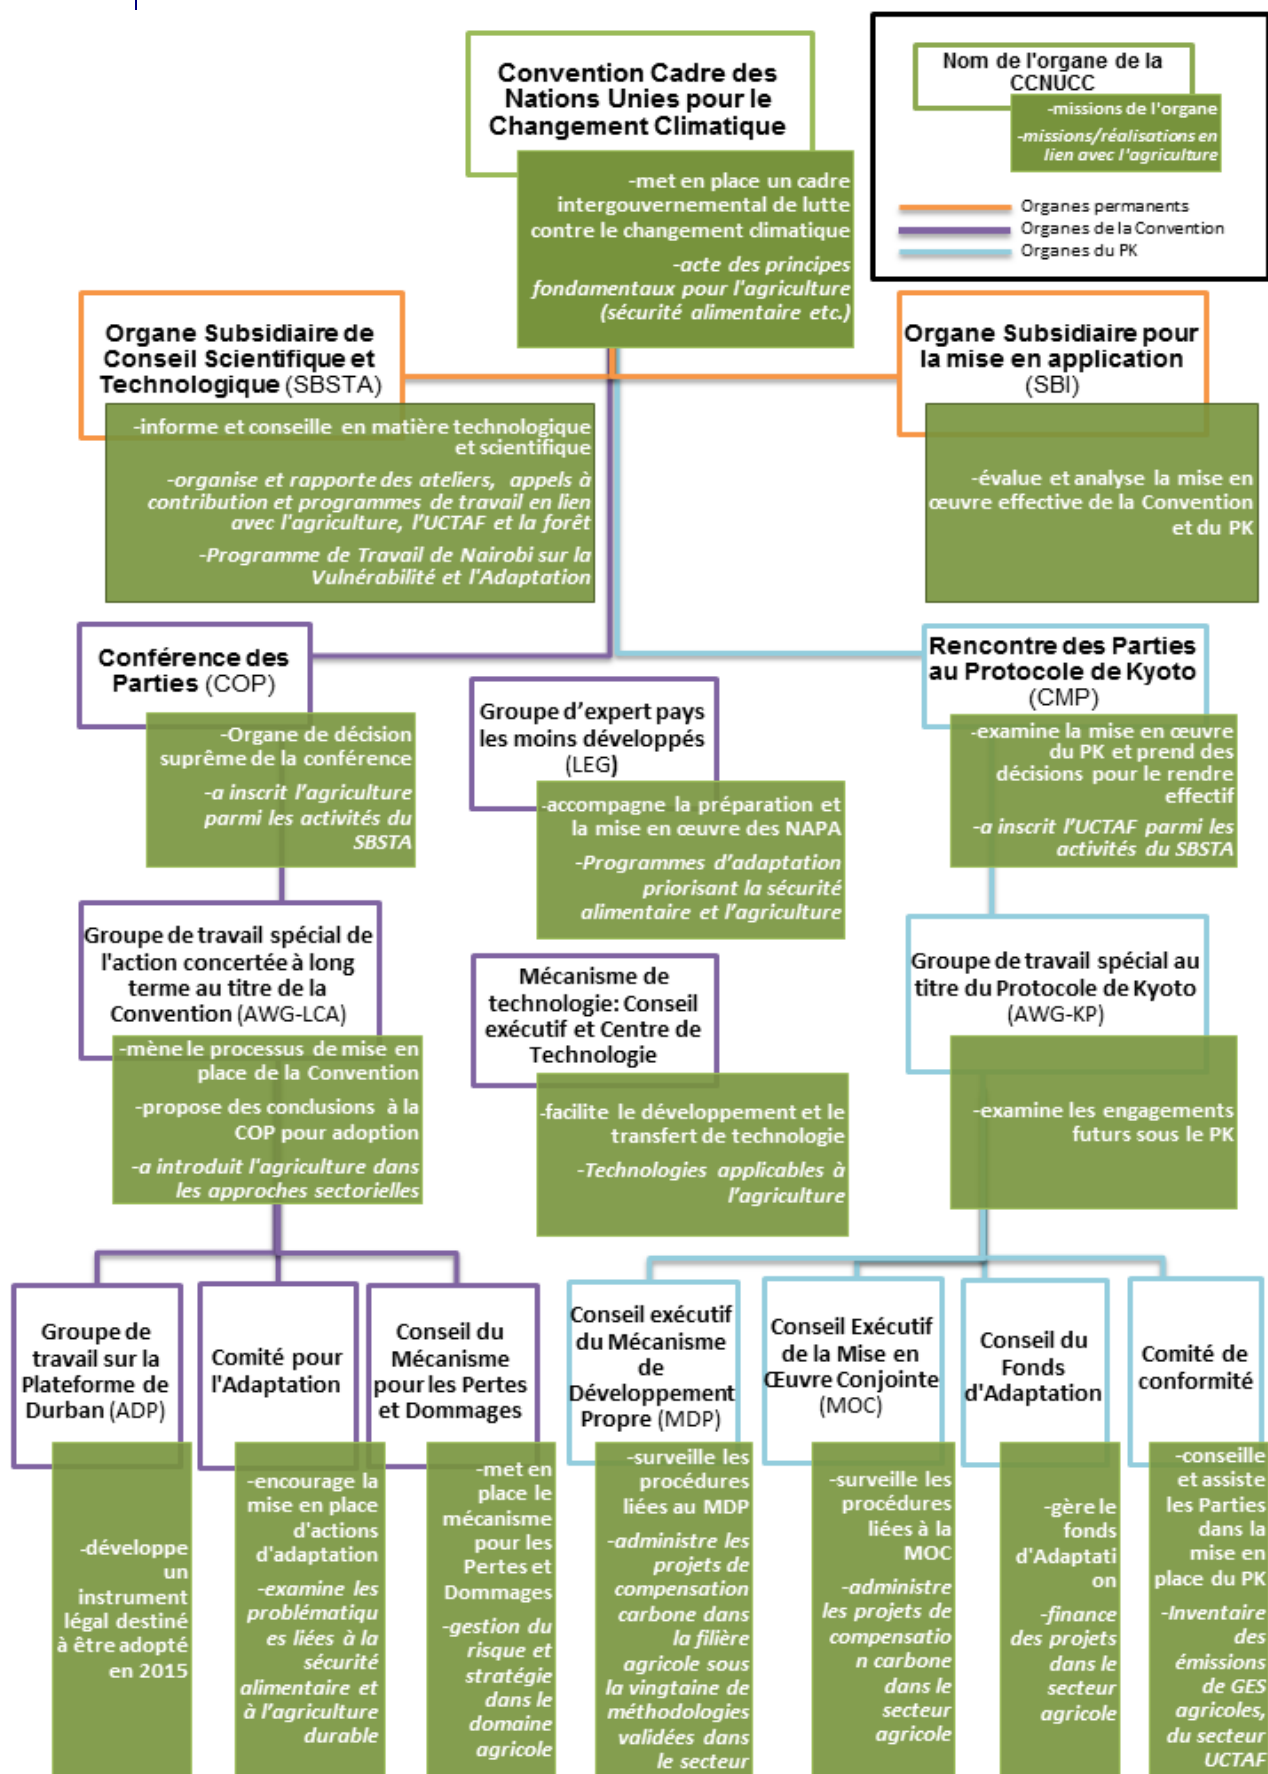 Convention Cadre des
Nations Unies pour le
Changement Climatique
-met en place un cadre
intergouvernemental de lutte
contre le changement climatique
-acte des principes
fondamentaux pour l'agriculture
(sécurité alimentaire etc.)
Nom de l'organe de la
CCNUCC
-missions de l'organe
-missions/réalisations en
lien avec l'agriculture
Organes permanents
Organes de la Convention
Organes du PK
Organe Subsidiaire de
Conseil Scientifique et
Technologique (SBSTA)
-informe et conseille en matière technologique
et scientifique
-organise et rapporte des ateliers, appels à
contribution et programmes de travail en lien
avec l'agriculture, l'UCTAF et la forêt
-Programme de Travail de Nairobi sur la
Vulnérabilité et l'Adaptation
Organe Subsidiaire pour
la mise en application
(SBI)
-évalue et analyse la mise en
œuvre effective de la Convention
et du PK
Conférence des
Parties (COP)
-Organe de décision
suprême de la conférence
-a inscrit l’agriculture
parmi les activités du
SBSTA
Groupe d’expert pays
les moins développés
(LEG)
-accompagne la préparation et
la mise en œuvre des NAPA
-Programmes d’adaptation
priorisant la sécurité
alimentaire et l’agriculture
Rencontre des Parties
au Protocole de Kyoto
(CMP)
-examine la mise en œuvre
du PK et prend des
décisions pour le rendre
effectif
-a inscrit l’UCTAF parmi les
activités du SBSTA
Groupe de travail spécial de
l'action concertée à long
terme au titre de la
Convention (AWG-LCA)
-mène le processus de mise en
place de la Convention
-propose des conclusions à la
COP pour adoption
-a introduit l'agriculture dans
les approches sectorielles
Mécanisme de
technologie: Conseil
exécutif et Centre de
Technologie
-facilite le développement et le
transfert de technologie
-Technologies applicables à
l’agriculture
Groupe de travail spécial au
titre du Protocole de Kyoto
(AWG-KP)
-examine les engagements
futurs sous le PK
Groupe de
travail sur la
Plateforme de
Durban (ADP)
-développe
un
instrument
légal destiné
à être adopté
en 2015
Comité pour
l'Adaptation
-encourage la
mise en place
d'actions
d'adaptation
-examine les
problématiqu
es liées à la
sécurité
alimentaire et
à l’agriculture
durable
Conseil du
Mécanisme
pour les Pertes
et Dommages
-met en
place le
mécanisme
pour les
Pertes et
Dommages
-gestion du
risque et
stratégie
dans le
domaine
agricole
Conseil exécutif
du Mécanisme
de
Développement
Propre (MDP)
-surveille les
procédures
liées au MDP
-administre les
projets de
compensation
carbone dans
la filière
agricole sous
la vingtaine de
méthodologies
validées dans
le secteur
Conseil Exécutif
de la Mise en
Œuvre Conjointe
(MOC)
-surveille les
procédures
liées à la
MOC
-administre
les projets de
compensatio
n carbone
dans le
secteur
agricole
Conseil du
Fonds
d'Adaptation
-gère le
fonds
d'Adaptati
on
-finance
des projets
dans le
secteur
agricole
Comité de
conformité
-conseille
et assiste
les Parties
dans la
mise en
place du PK
-Inventaire
des
émissions
de GES
agricoles,
du secteur
UCTAF